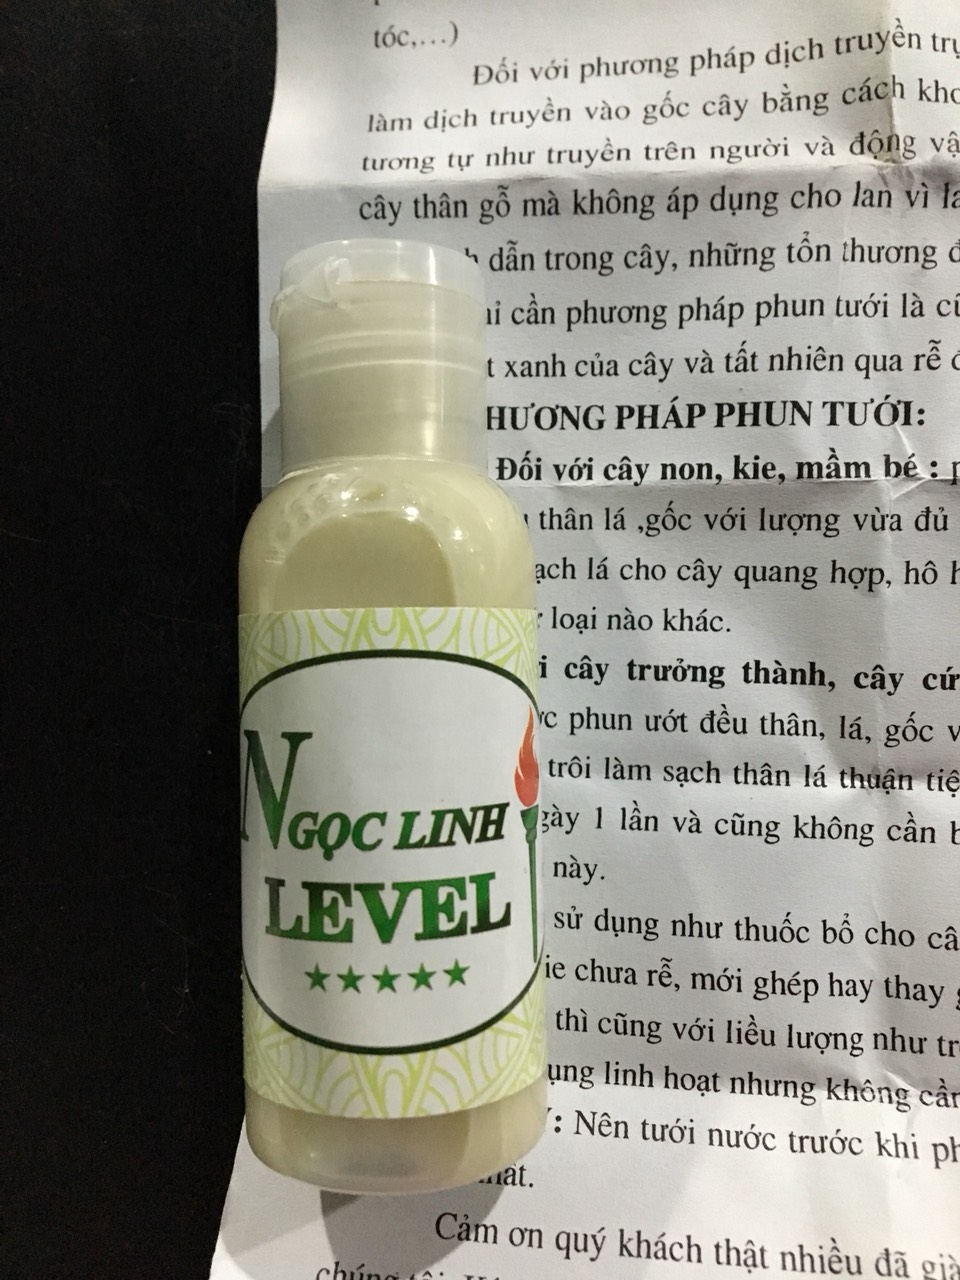 tóc,...)
Đối với phương pháp dịch truyền
làm dịch truyền vào gốc cây bằng cách
tương tự như truyền trên người và động
cây thân gỗ mà không áp dụng cho lan vì
dẫn trong cây, những tổn thương
cần phương pháp phun tưới là
xanh của cây và tất nhiên qua rễ
HƯƠNG PHÁP PHUN TƯỚI:
Đối với cây non, kie, mầm bé :
thân lá ,gốc với lượng vừa đủ
lá cho cây quang hợp, hô
loại nào khác.
cây trưởng thành, cây
phun ướt đều thân, lá, gốc
trôi làm sạch thân lá thuận
1 lần và cũng không cần
này.
sử dụng như thuốc bổ cho
chưa rễ, mới ghép hay thay
thì cũng với liều lượng như
linh hoạt nhưng không
: Nên tưới nước trước khi
Cảm ơn quý khách thật nhiều đã
NGỌC LINH
LEVEL
★★★★★